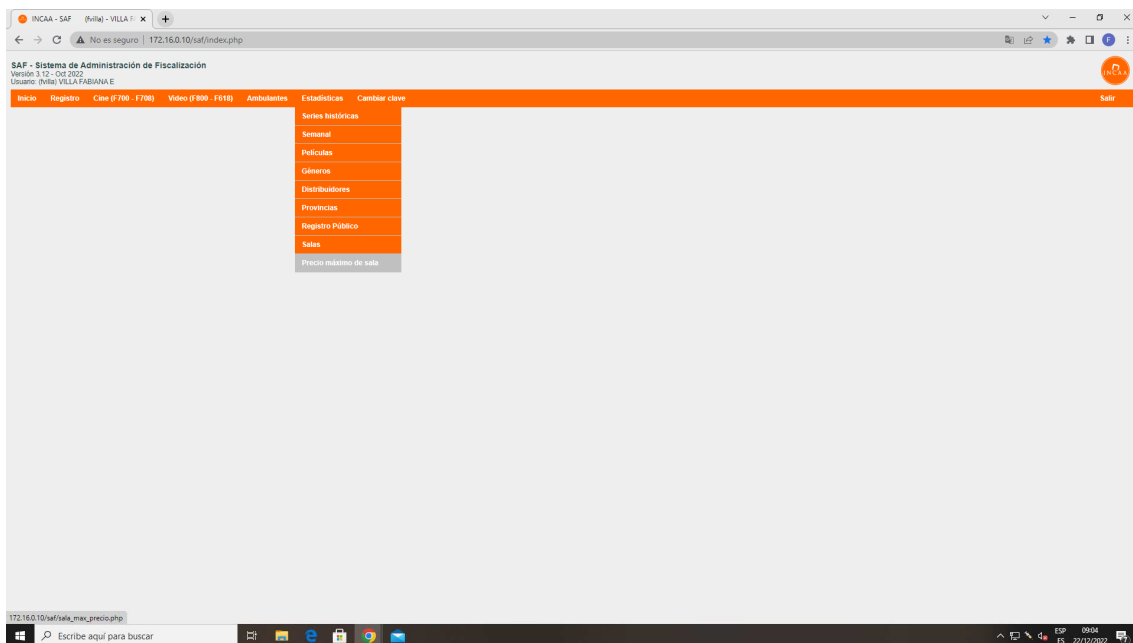 INCAA - SAF (fvilla) - VILLA F
No es seguro | 172.16.0.10/saf/index.php
SAF - Sistema de Administración de Fiscalización
Versión 3.12 - Oct 2022
Usuario: (fvilla) VILLA FABIANA E
INCAA
Inicio Registro Cine (F700 - F708) Video (F800 - F618) Ambulantes Estadísticas Cambiar clave Salir
Series históricas
Semanal
Películas
Géneros
Distribuidores
Provincias
Registro Público
Salas
Precio máximo de sala
172.16.0.10/saf/sala_max_precio.php
Escribe aquí para buscar
ESP 09:04
ES 22/12/2022